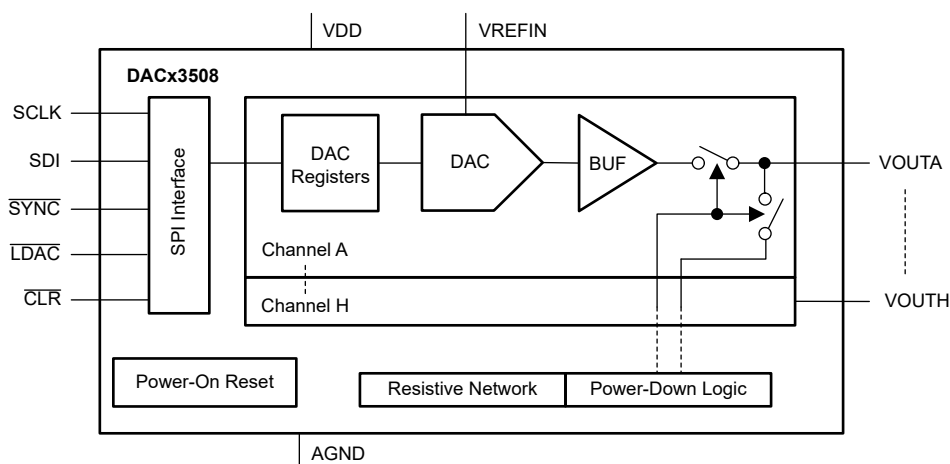 VDD
VREFIN
DACx3508
SCLK
SDI
SYNC
LDAC
CLR
SPI Interface
DAC
Registers
DAC
BUF
VOUTA
Channel A
Channel H
VOUTH
Power-On Reset
Resistive Network
Power-Down Logic
AGND